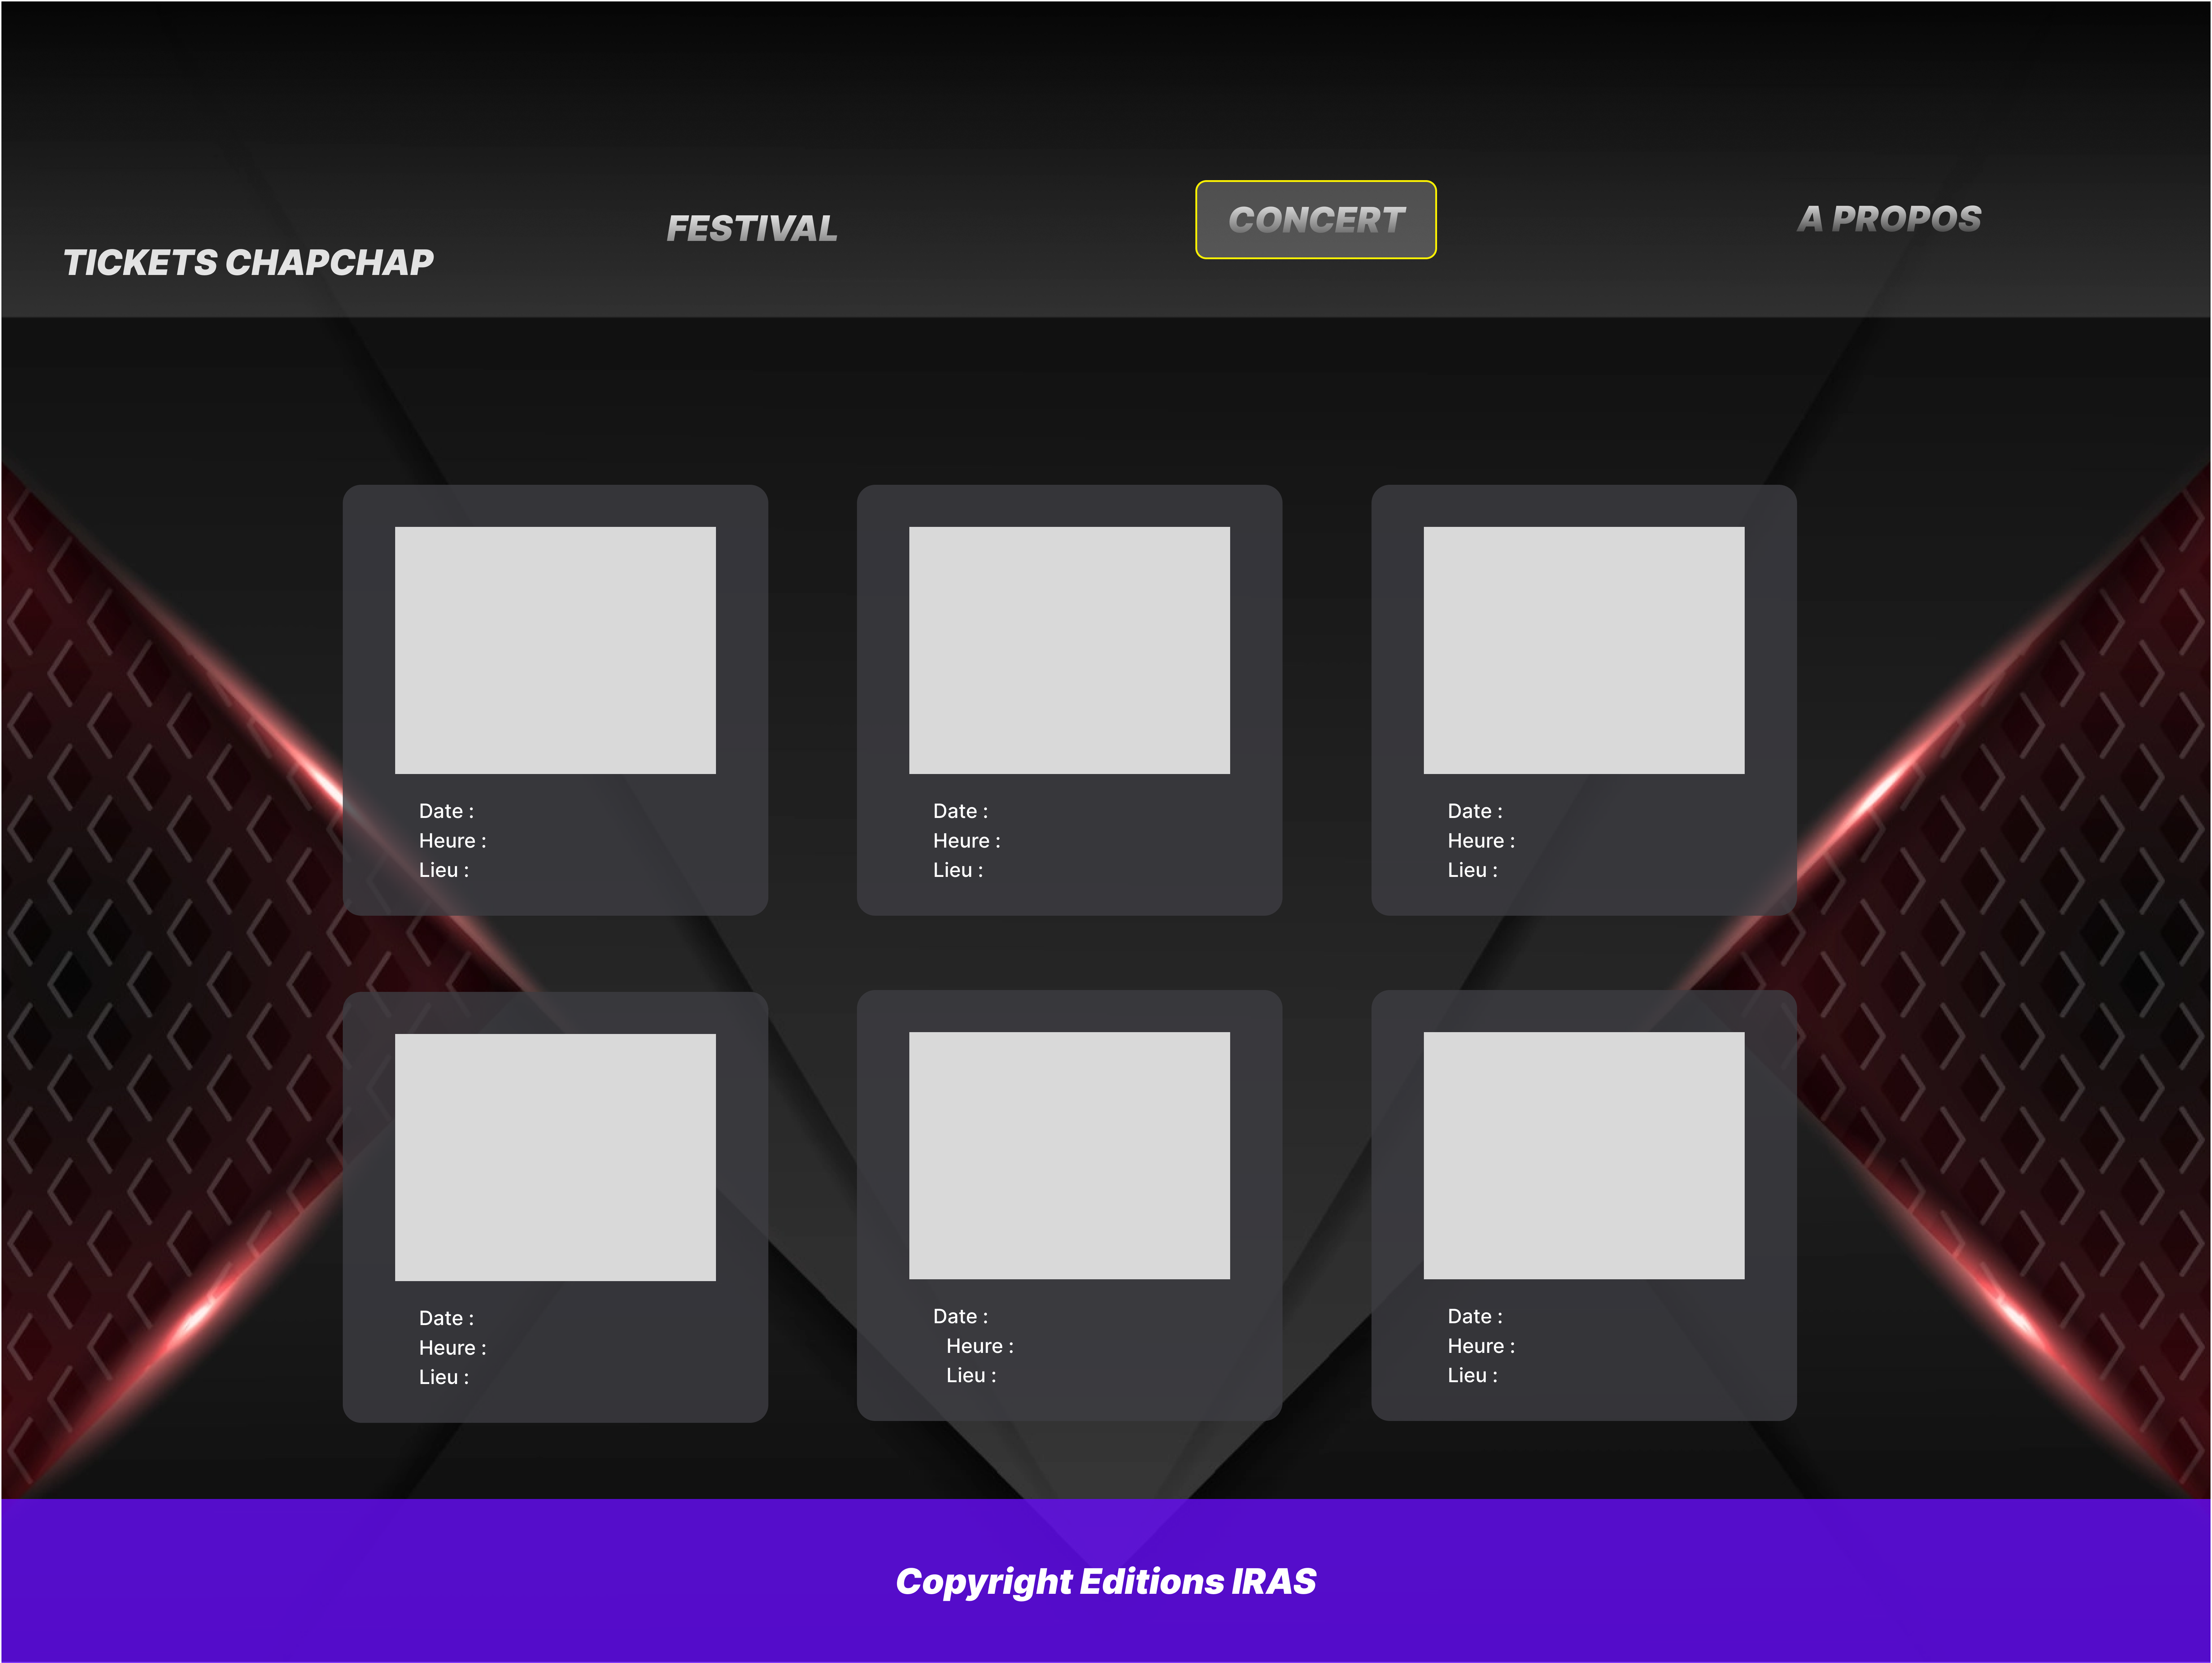 TICKETS CHAPCHAP
FESTIVAL
CONCERT
A PROPOS
Date :
Heure :
Lieu :
Date :
Heure :
Lieu :
Date :
Heure :
Lieu :
Date :
Heure :
Lieu :
Date :
Heure :
Lieu :
Date :
Heure :
Lieu :
Copyright Editions IRAS